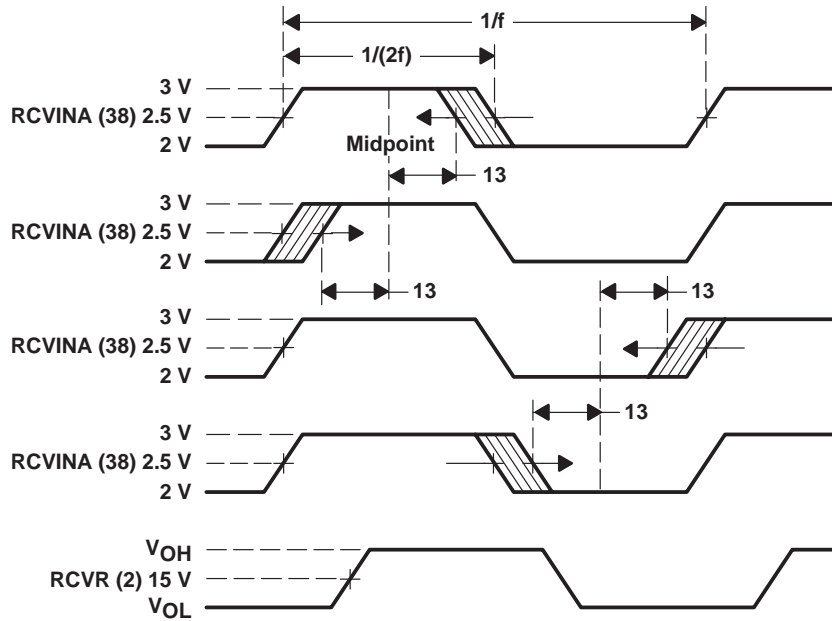 1/f
1/(2f)
3 V
RCVINA (38) 2.5 V
2 V
Midpoint
13
3 V
RCVINA (38) 2.5 V
2 V
13
13
3 V
RCVINA (38) 2.5 V
2 V
13
3 V
RCVINA (38) 2.5 V
2 V
VOH
RCVR (2) 15 V
VOL